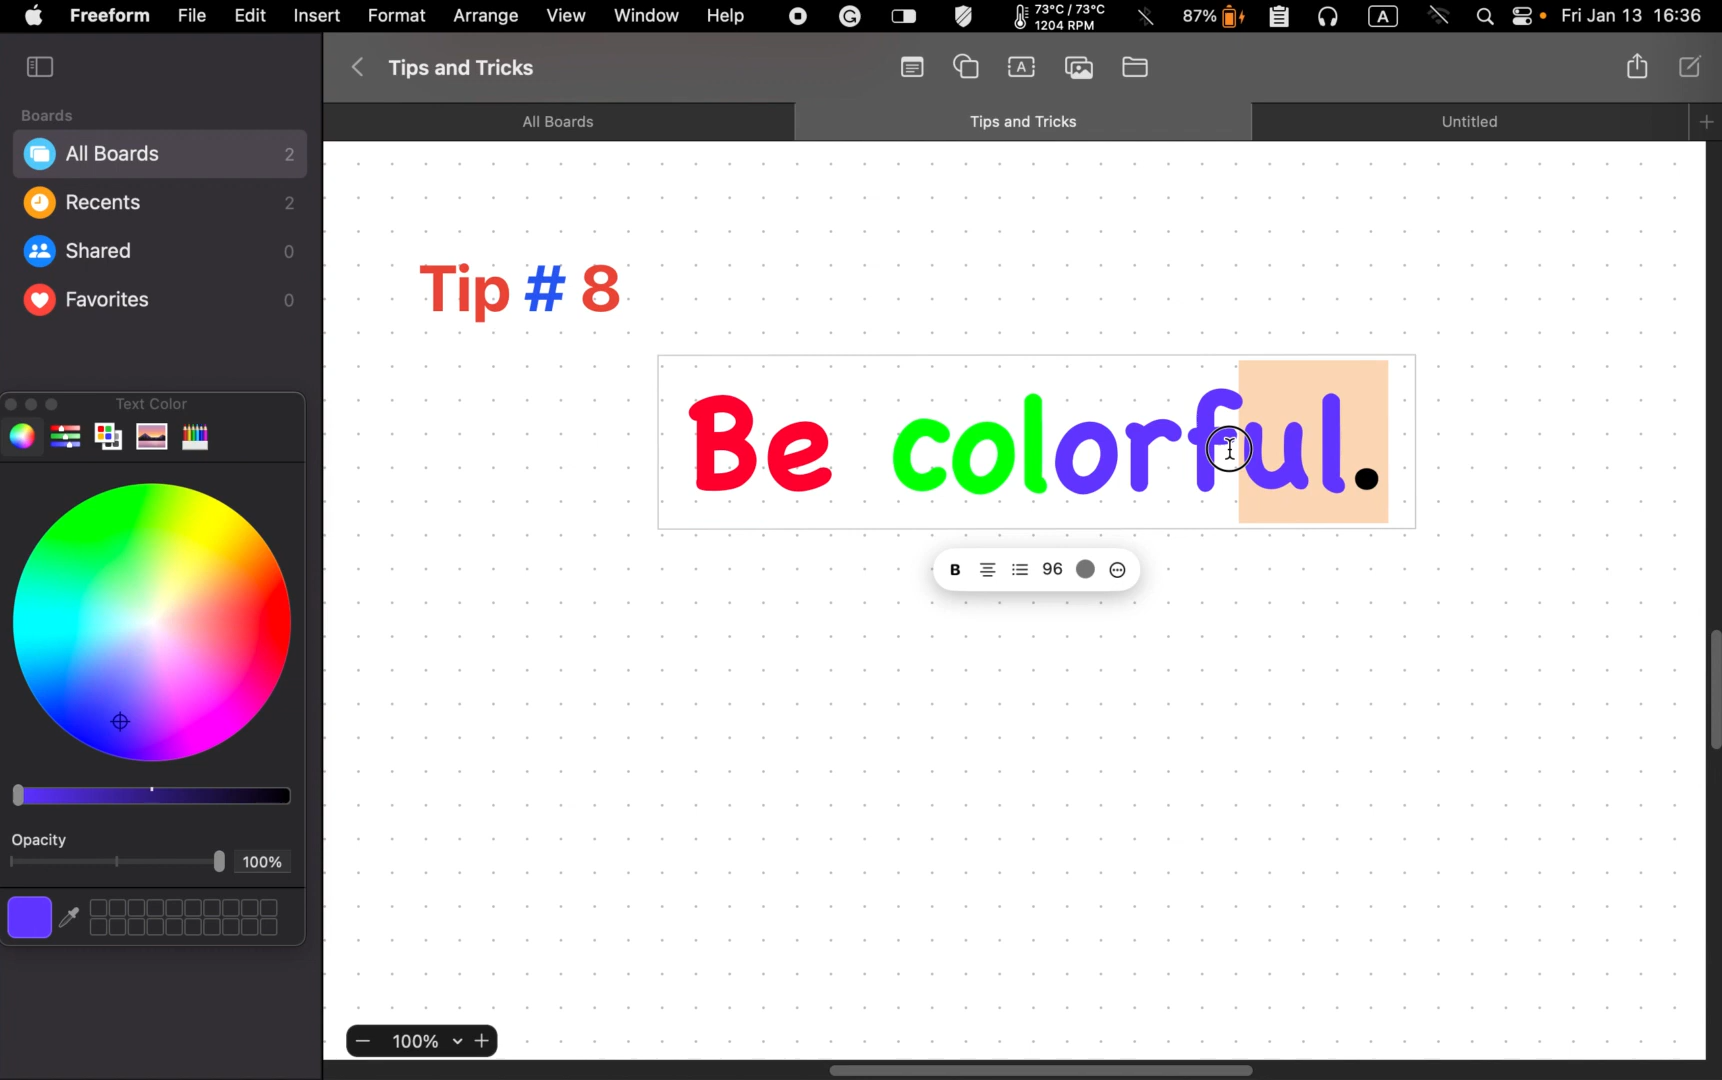 Freeform File Edit Insert Format Arrange View Window Help 73°C / 73°C 87% A Fri Jan 13 16:36
1204 RPM
Tips and Tricks A
Boards
All Boards Tips and Tricks Untitled
All Boards 2
Recents 2
Shared 0
Favorites 0
Tip # 8
Be colorful.
Text Color
B 96
Opacity
100%
100%